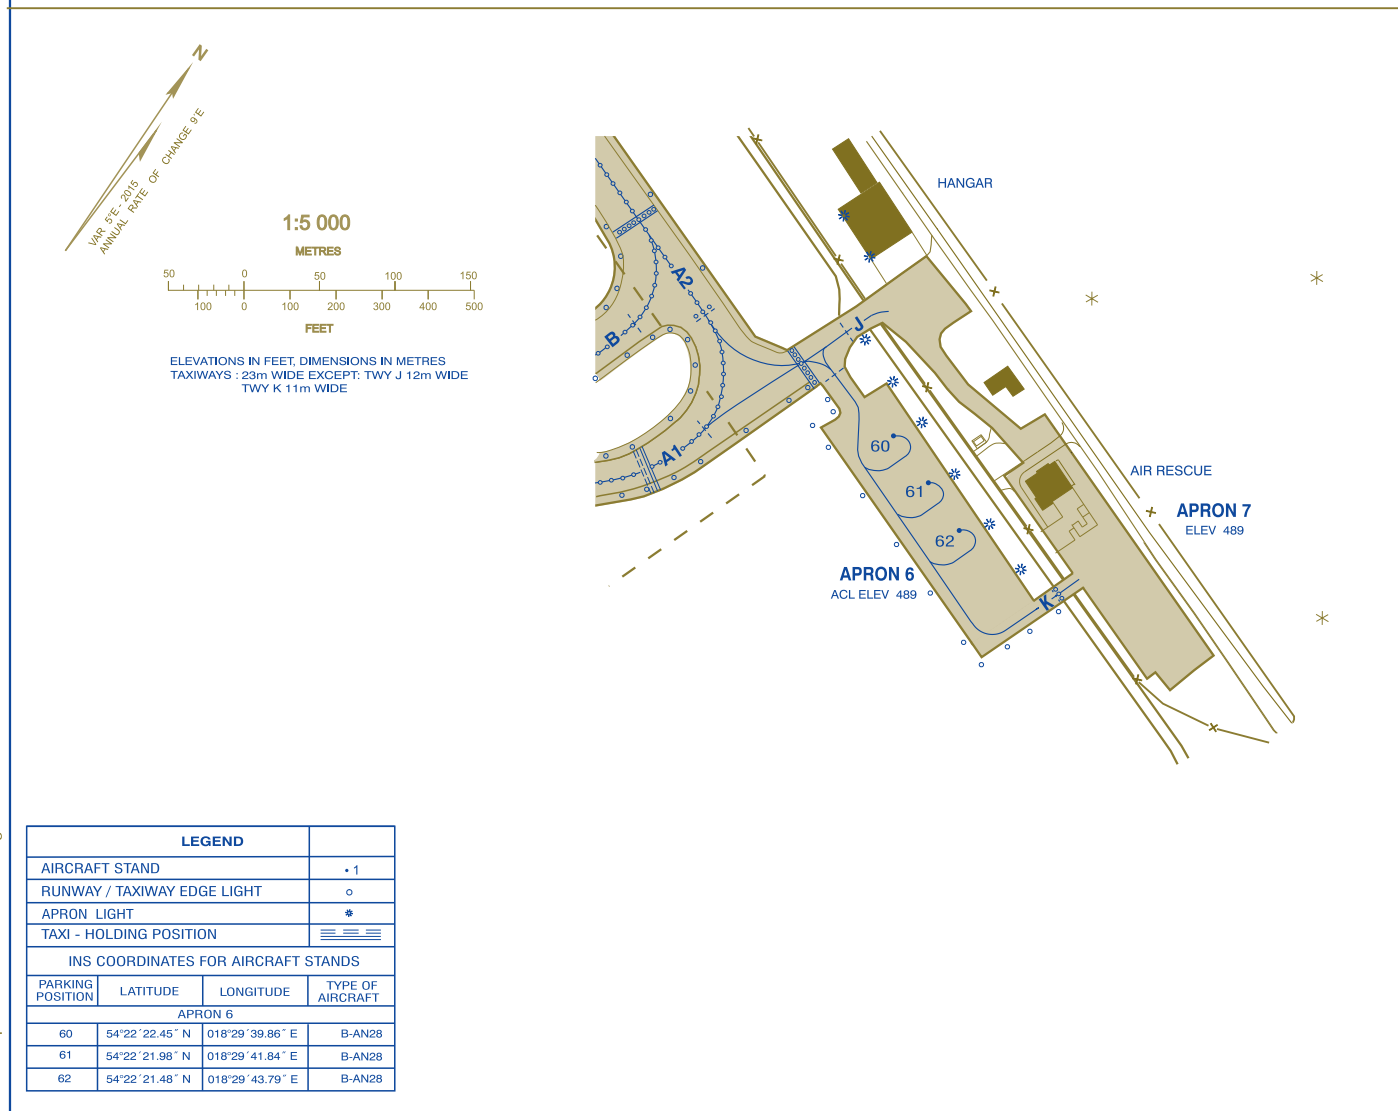 N
VAR 5°E - 2015
ANNUAL RATE OF CHANGE 9'E
1:5 000
METRES
50 0 50 100 150
100 0 100 200 300 400 500
FEET
ELEVATIONS IN FEET, DIMENSIONS IN METRES
TAXIWAYS : 23m WIDE EXCEPT: TWY J 12m WIDE
TWY K 11m WIDE
HANGAR
A2
B
J
A1
60
61
62
AIR RESCUE
APRON 7
ELEV 489
APRON 6
ACL ELEV 489
K
LEGEND
AIRCRAFT STAND 1
RUNWAY / TAXIWAY EDGE LIGHT
APRON LIGHT
TAXI - HOLDING POSITION
INS COORDINATES FOR AIRCRAFT STANDS
PARKING POSITION LATITUDE LONGITUDE TYPE OF AIRCRAFT
APRON 6
60 54°22´22.45˝ N 018°29´39.86˝ E B-AN28
61 54°22´21.98˝ N 018°29´41.84˝ E B-AN28
62 54°22´21.48˝ N 018°29´43.79˝ E B-AN28